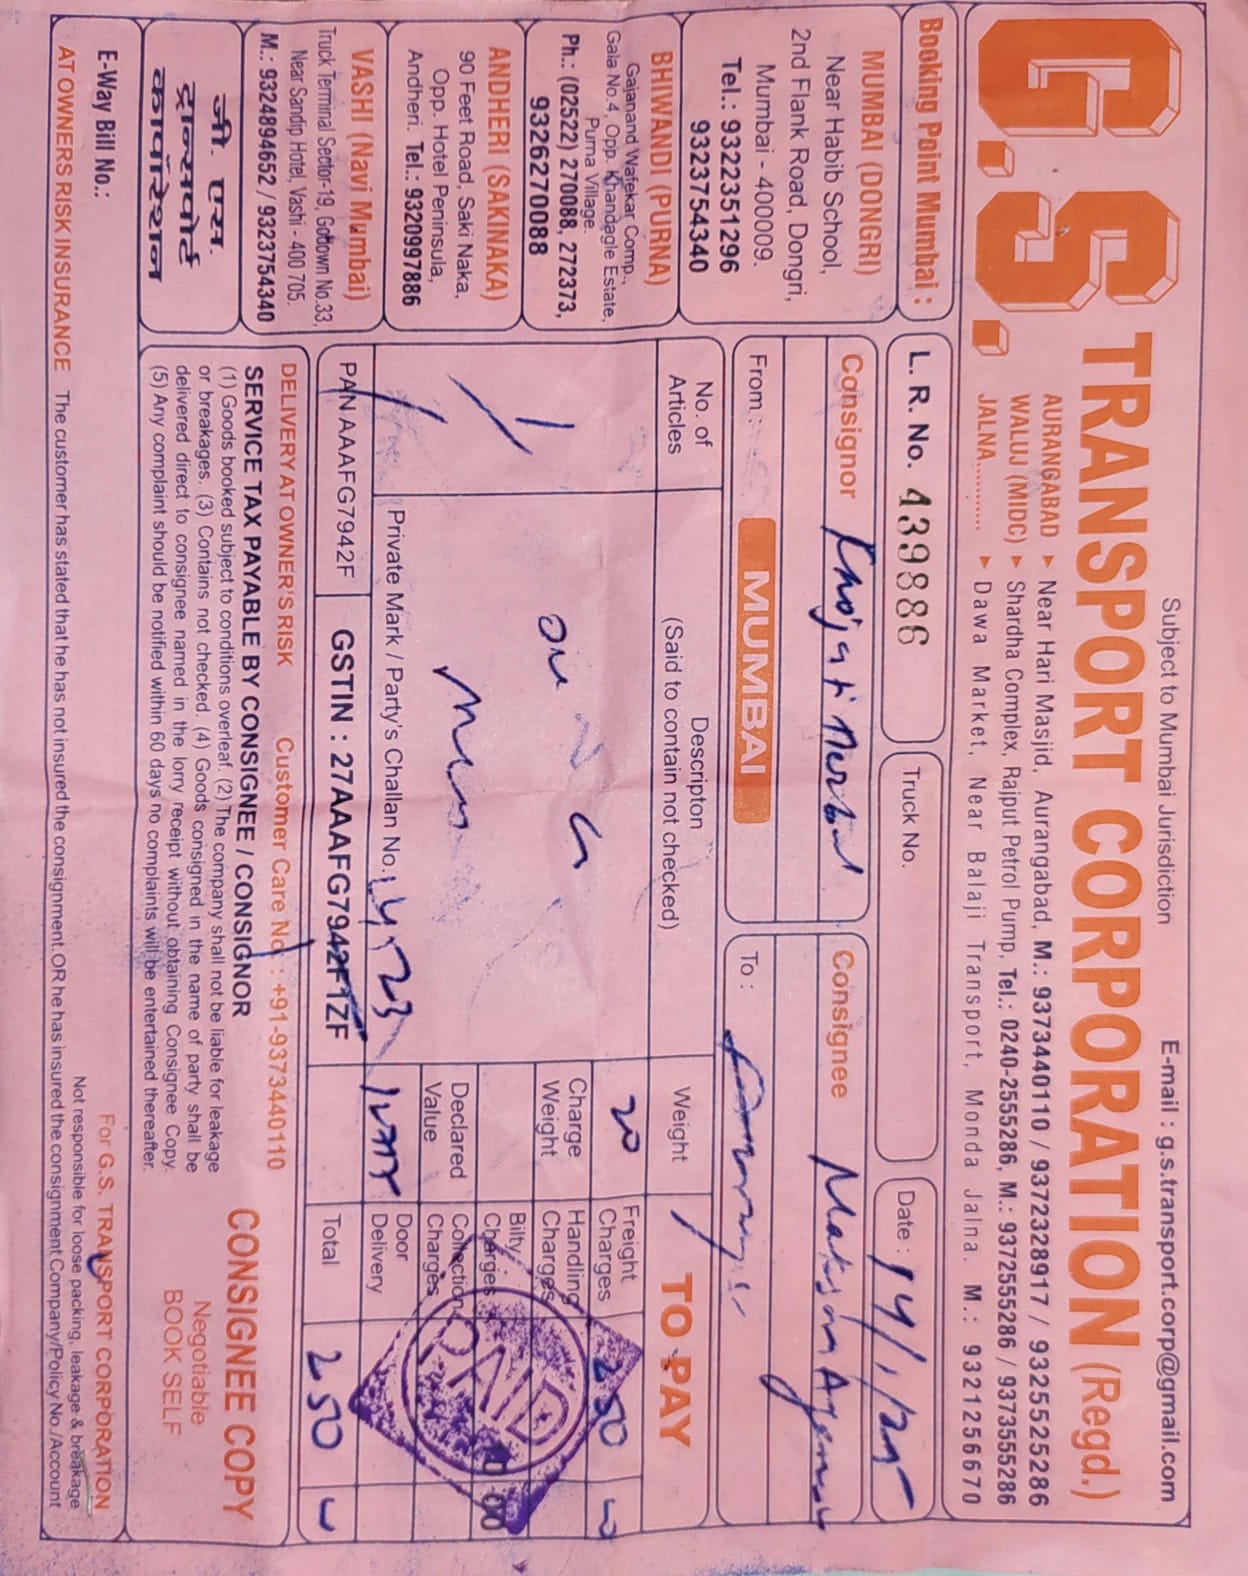 Subject to Mumbai Jurisdiction
E-mail : g.s.transport.corp@gmail.com
G.S. TRANSPORT CORPORATION (Regd.)
AURANGABAD ▸ Near Hari Masjid, Aurangabad, M.: 9373440110 / 9372328917 / 9325525286
WALUJ (MIDC) ▸ Shardha Complex, Rajput Petrol Pump, Tel.: 0240-2555286, M.: 9372555286 / 9373555286
JALNA........... ▸ Dawa Market, Near Balaji Transport, Monda Jalna. M.: 9321256670
Booking Point Mumbai :
MUMBAI (DONGRI)
Near Habib School,
2nd Flank Road, Dongri,
Mumbai - 400009.
Tel.: 9322351296
9323754340
BHIWANDI (PURNA)
Gajanand Wafekar Comp.,
Gala No.4, Opp. Khandagle Estate,
Purna Village.
Ph.: (02522) 270088, 272373,
9326270088
ANDHERI (SAKINAKA)
90 Feet Road, Saki Naka,
Opp. Hotel Peninsula,
Andheri. Tel.: 9320997886
VASHI (Navi Mumbai)
Truck Terminal Sector-19, Godown No.33,
Near Sandip Hotel, Vashi - 400 705.
M.: 9324894652 / 9323754340
जी. एस.
ट्रान्सपोर्ट
कार्पोरेशन
L. R. No. 439886
Truck No.
Date : 14/1/25
Consignor
Consignee
From :
MUMBAI
To :
No. of
Articles
Descripton
(Said to contain not checked)
Weight
TO PAY
20
Freight
Charges
250
Charge
Weight
Handling
Charges
Bilty
Charges
00
Declared
Value
Collection
Charges
PAID
Private Mark / Party's Challan No. 1423
Door
Delivery
PAN AAAFG7942F
GSTIN : 27AAAFG7942F1ZF
Total
250
DELIVERY AT OWNER'S RISK
Customer Care No. : +91-9373440110
SERVICE TAX PAYABLE BY CONSIGNEE / CONSIGNOR
(1) Goods booked subject to conditions overleaf. (2) The company shall not be liable for leakage
or breakages. (3) Contains not checked. (4) Goods consigned in the name of party shall be
delivered direct to consignee named in the lorry receipt without obtaining Consignee Copy.
(5) Any complaint should be notified within 60 days no complaints will be entertained thereafter.
CONSIGNEE COPY
Negotiable
BOOK SELF
E-Way Bill No.:
For G.S. TRANSPORT CORPORATION
Not responsible for loose packing, leakage & breakage
AT OWNERS RISK INSURANCE The customer has stated that he has not insured the consignment OR he has insured the consignment Company/Policy No./Account